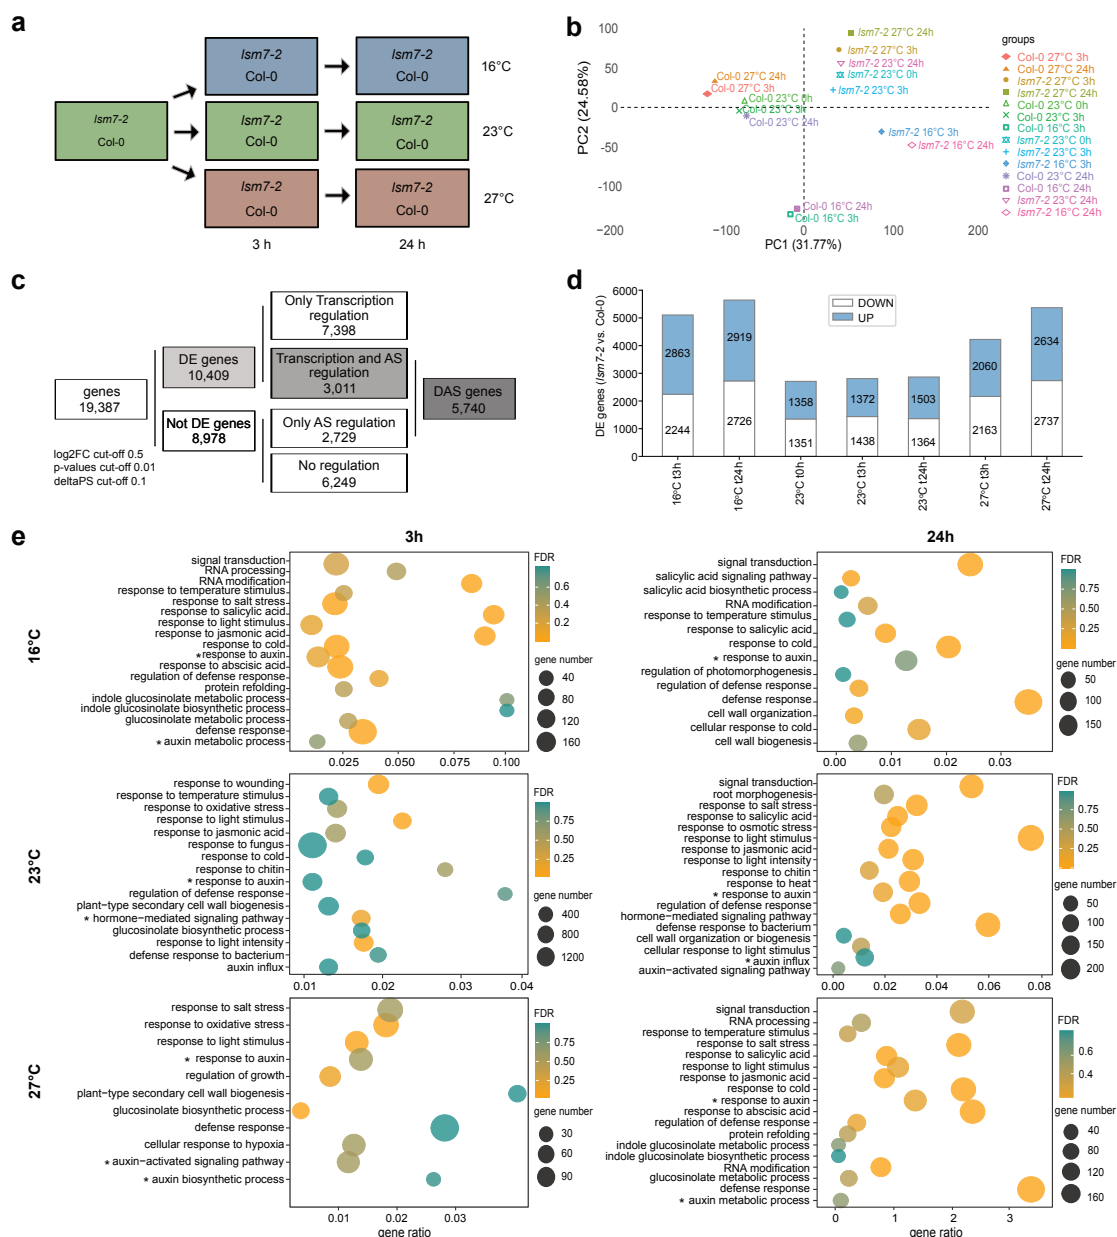 a
lsm7-2
Col-0
lsm7-2
Col-0
lsm7-2
Col-0
16°C
lsm7-2
Col-0
lsm7-2
Col-0
23°C
lsm7-2
Col-0
lsm7-2
Col-0
27°C
3 h
24 h
b
PC2 (24.58%)
100
50
0
-50
-100
−200
−100
0
100
200
PC1 (31.77%)
lsm7-2 27°C 24h
lsm7-2 27°C 3h
lsm7-2 23°C 24h
lsm7-2 23°C 0h
lsm7-2 23°C 3h
Col-0 27°C 24h
Col-0 27°C 3h
Col-0 23°C 0h
Col-0 23°C 3h
Col-0 23°C 24h
lsm7-2 16°C 3h
lsm7-2 16°C 24h
Col-0 16°C 24h
Col-0 16°C 3h
groups
Col-0 27°C 3h
Col-0 27°C 24h
lsm7-2 27°C 3h
lsm7-2 27°C 24h
Col-0 23°C 0h
Col-0 23°C 3h
Col-0 16°C 3h
lsm7-2 23°C 0h
lsm7-2 23°C 3h
lsm7-2 16°C 3h
Col-0 23°C 24h
Col-0 16°C 24h
lsm7-2 23°C 24h
lsm7-2 16°C 24h
c
genes
19,387
DE genes
10,409
Not DE genes
8,978
Only Transcription
regulation
7,398
Transcription and AS
regulation
3,011
Only AS regulation
2,729
No regulation
6,249
DAS genes
5,740
log2FC cut-off 0.5
p-values cut-off 0.01
deltaPS cut-off 0.1
d
DE genes (lsm7-2 vs. Col-0)
6000
5000
4000
3000
2000
1000
0
DOWN
UP
2863
2244
2919
2726
1358
1351
1372
1438
1503
1364
2060
2163
2634
2737
16°C t3h
16°C t24h
23°C t0h
23°C t3h
23°C t24h
27°C t3h
27°C t24h
e
3h
24h
16°C
signal transduction
RNA processing
RNA modification
response to temperature stimulus
response to salt stress
response to salicylic acid
response to light stimulus
response to jasmonic acid
response to cold
* response to auxin
response to abscisic acid
regulation of defense response
protein refolding
indole glucosinolate metabolic process
indole glucosinolate biosynthetic process
glucosinolate metabolic process
defense response
* auxin metabolic process
0.025
0.050
0.075
0.100
FDR
0.6
0.4
0.2
gene number
40
80
120
160
signal transduction
salicylic acid signaling pathway
salicylic acid biosynthetic process
RNA modification
response to temperature stimulus
response to salicylic acid
response to cold
* response to auxin
regulation of photomorphogenesis
regulation of defense response
defense response
cell wall organization
cellular response to cold
cell wall biogenesis
0.00
0.01
0.02
0.03
FDR
0.75
0.50
0.25
gene number
50
100
150
23°C
response to wounding
response to temperature stimulus
response to oxidative stress
response to light stimulus
response to jasmonic acid
response to fungus
response to cold
response to chitin
* response to auxin
regulation of defense response
plant-type secondary cell wall biogenesis
* hormone-mediated signaling pathway
glucosinolate biosynthetic process
response to light intensity
defense response to bacterium
auxin influx
0.01
0.02
0.03
0.04
FDR
0.75
0.50
0.25
gene number
400
800
1200
signal transduction
root morphogenesis
response to salt stress
response to salicylic acid
response to osmotic stress
response to light stimulus
response to jasmonic acid
response to light intensity
response to chitin
response to heat
* response to auxin
regulation of defense response
hormone-mediated signaling pathway
defense response to bacterium
cell wall organization or biogenesis
cellular response to light stimulus
* auxin influx
auxin-activated signaling pathway
0.00
0.02
0.04
0.06
0.08
FDR
0.75
0.50
0.25
gene number
50
100
150
200
27°C
response to salt stress
response to oxidative stress
response to light stimulus
* response to auxin
regulation of growth
plant-type secondary cell wall biogenesis
glucosinolate biosynthetic process
defense response
cellular response to hypoxia
* auxin−activated signaling pathway
* auxin biosynthetic process
0.01
0.02
0.03
gene ratio
FDR
0.75
0.50
0.25
gene number
30
60
90
signal transduction
RNA processing
response to temperature stimulus
response to salt stress
response to salicylic acid
response to light stimulus
response to jasmonic acid
response to cold
* response to auxin
response to abscisic acid
regulation of defense response
protein refolding
indole glucosinolate metabolic process
indole glucosinolate biosynthetic process
RNA modification
glucosinolate metabolic process
defense response
* auxin metabolic process
0
1
2
3
gene ratio
FDR
0.6
0.4
gene number
40
80
120
160